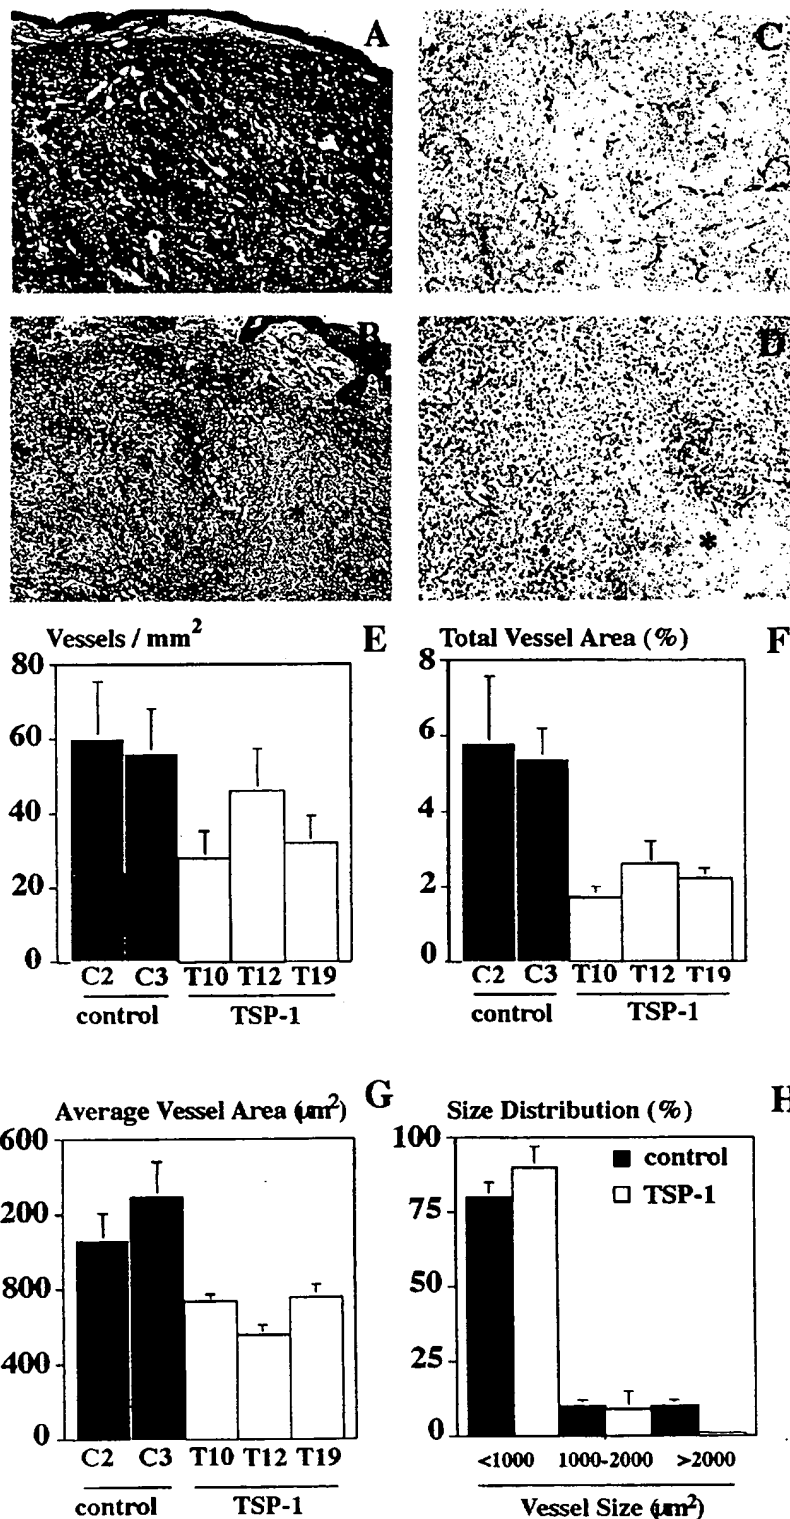 A
C
B
D
*
Vessels / mm²
E
80
60
40
20
0
C2 C3 T10 T12 T19
control TSP-1
Total Vessel Area (%)
F
8
6
4
2
0
C2 C3 T10 T12 T19
control TSP-1
Average Vessel Area (µm²)
G
600
200
800
400
0
C2 C3 T10 T12 T19
control TSP-1
Size Distribution (%)
H
100
75
50
25
0
control
TSP-1
<1000 1000-2000 >2000
Vessel Size (µm²)